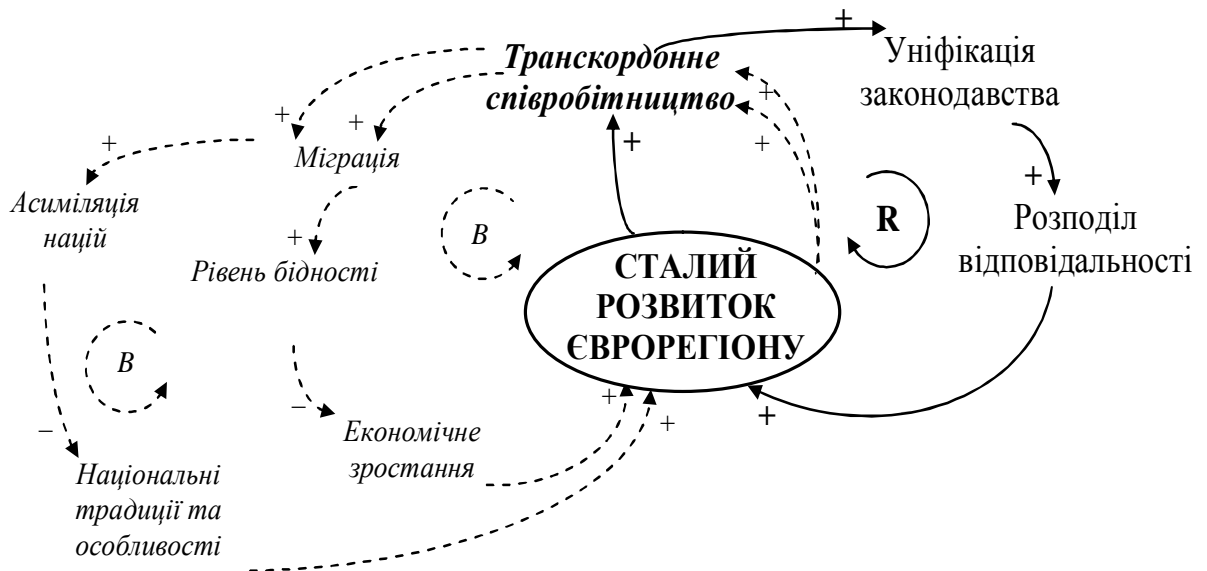 +
Транскордонне
співробітництво
Уніфікація
законодавства
+
+
+
+
+
+
+
Міграція
+
Асиміляція
націй
+
Рівень бідності
B
R
Розподіл
відповідальності
СТАЛИЙ
РОЗВИТОК
ЄВРОРЕГІОНУ
B
–
–
+
+
+
Економічне
зростання
Національні
традиції та
особливості